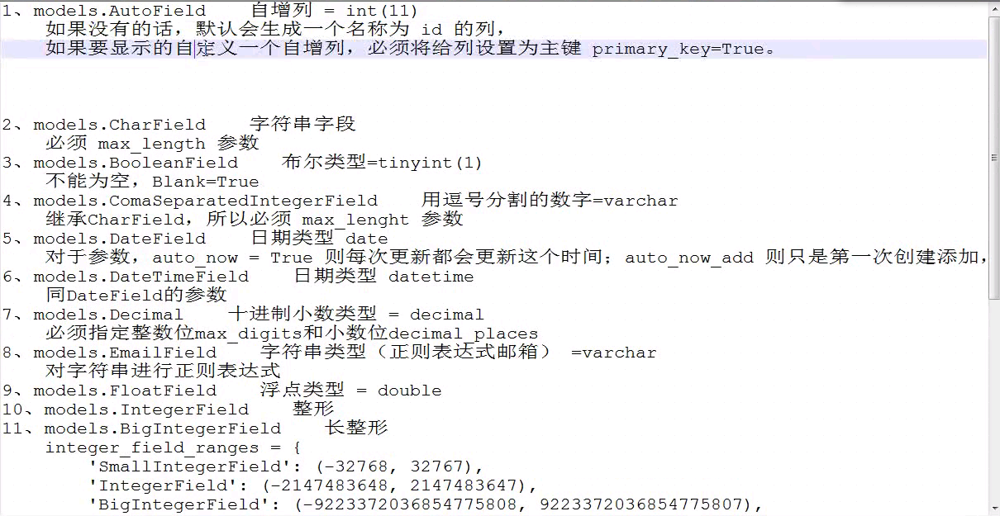 1、models.AutoField    自增列 = int(11)
    如果没有的话，默认会生成一个名称为 id 的列，
    如果要显示的自定义一个自增列，必须将给列设置为主键 primary_key=True。
2、models.CharField    字符串字段
    必须 max_length 参数
3、models.BooleanField    布尔类型=tinyint(1)
    不能为空，Blank=True
4、models.ComaSeparatedIntegerField    用逗号分割的数字=varchar
    继承CharField，所以必须 max_lenght 参数
5、models.DateField    日期类型 date
    对于参数，auto_now = True 则每次更新都会更新这个时间；auto_now_add 则只是第一次创建添加，
6、models.DateTimeField    日期类型 datetime
    同DateField的参数
7、models.Decimal    十进制小数类型 = decimal
    必须指定整数位max_digits和小数位decimal_places
8、models.EmailField    字符串类型（正则表达式邮箱） =varchar
    对字符串进行正则表达式
9、models.FloatField    浮点类型 = double
10、models.IntegerField    整形
11、models.BigIntegerField    长整形
    integer_field_ranges = {
        'SmallIntegerField': (-32768, 32767),
        'IntegerField': (-2147483648, 2147483647),
        'BigIntegerField': (-9223372036854775808, 9223372036854775807),